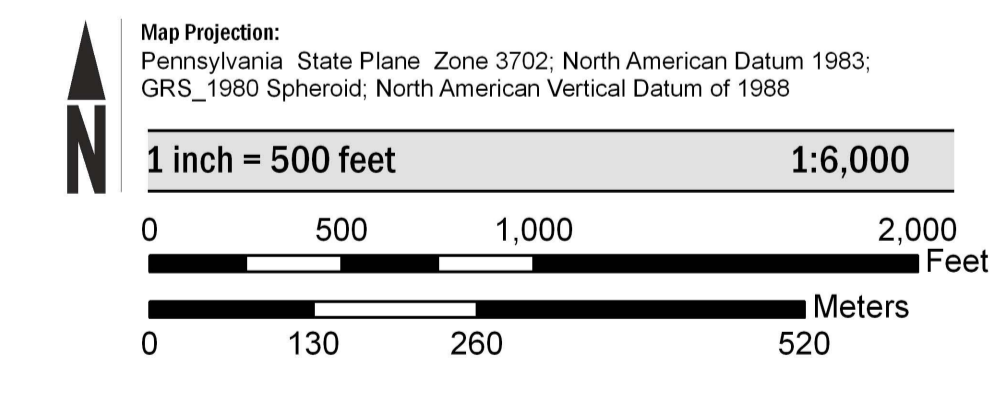 N
Map Projection:
Pennsylvania State Plane Zone 3702; North American Datum 1983;
GRS_1980 Spheroid; North American Vertical Datum of 1988
1 inch = 500 feet 1:6,000
0 500 1,000 2,000
Feet
Meters
0 130 260 520